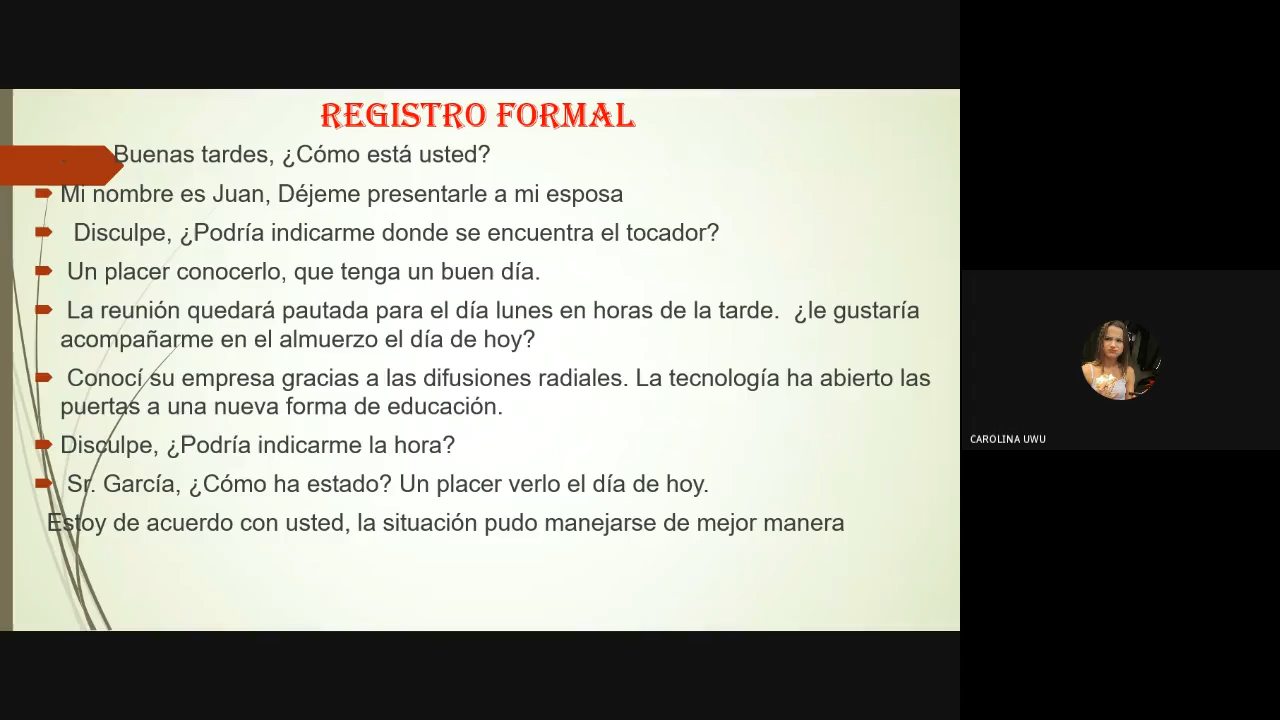 REGISTRO FORMAL
. Buenas tardes, ¿Cómo está usted?
Mi nombre es Juan, Déjeme presentarle a mi esposa
Disculpe, ¿Podría indicarme donde se encuentra el tocador?
Un placer conocerlo, que tenga un buen día.
La reunión quedará pautada para el día lunes en horas de la tarde. ¿le gustaría
acompañarme en el almuerzo el día de hoy?
Conocí su empresa gracias a las difusiones radiales. La tecnología ha abierto las
puertas a una nueva forma de educación.
Disculpe, ¿Podría indicarme la hora?
Sr. García, ¿Cómo ha estado? Un placer verlo el día de hoy.
Estoy de acuerdo con usted, la situación pudo manejarse de mejor manera
CAROLINA UWU